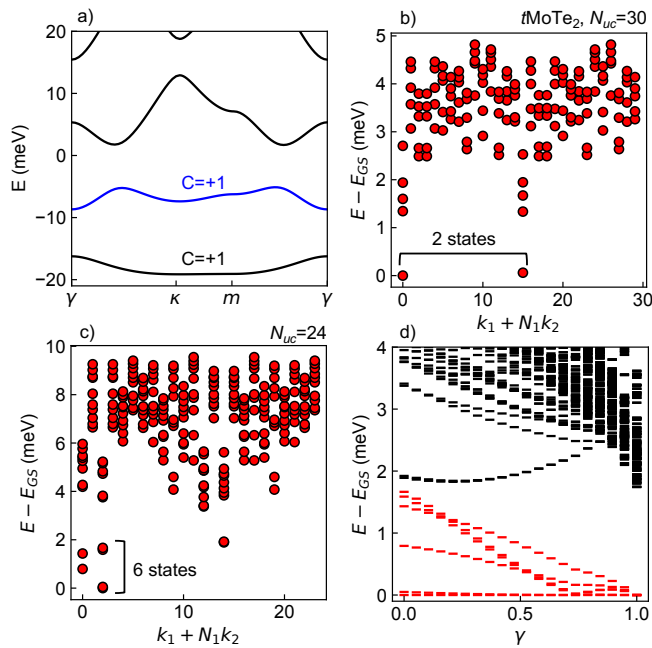 a)
20
10
0
−10
−20
E (meV)
C=+1
C=+1
γ
κ
m
γ
b)
tMoTe₂, Nuc=30
5
4
3
2
1
0
E − EGS (meV)
2 states
0
10
20
30
k₁ + N₁k₂
c)
Nuc=24
10
8
6
4
2
0
E − EGS (meV)
6 states
0
10
20
k₁ + N₁k₂
d)
4
3
2
1
0
E − EGS (meV)
0.0
0.5
1.0
γ